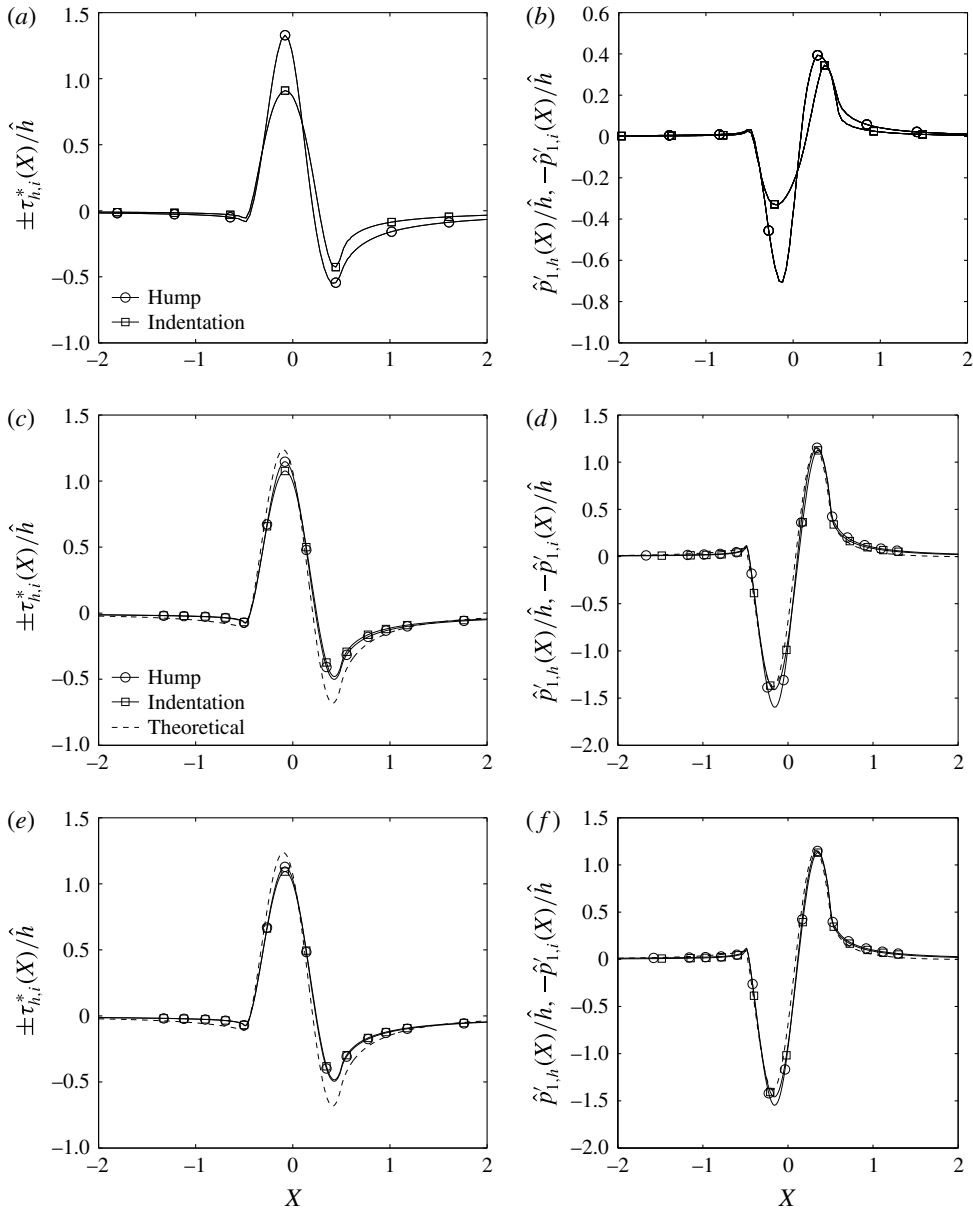 (a)
1.5
1.0
0.5
0
−0.5
−1.0
±τ*h,i(X)/ĥ
Hump
Indentation
−2 −1 0 1 2
(b)
0.6
0.4
0.2
0
−0.2
−0.4
−0.6
−0.8
−1.0
p̂′1,h(X)/ĥ, −p̂′1,i(X)/ĥ
−2 −1 0 1 2
(c)
1.5
1.0
0.5
0
−0.5
−1.0
±τ*h,i(X)/ĥ
Hump
Indentation
Theoretical
−2 −1 0 1 2
(d)
1.5
1.0
0.5
0
−0.5
−1.0
−1.5
−2.0
p̂′1,h(X)/ĥ, −p̂′1,i(X)/ĥ
−2 −1 0 1 2
(e)
1.5
1.0
0.5
0
−0.5
−1.0
±τ*h,i(X)/ĥ
−2 −1 0 1 2
X
(f)
1.5
1.0
0.5
0
−0.5
−1.0
−1.5
−2.0
p̂′1,h(X)/ĥ, −p̂′1,i(X)/ĥ
−2 −1 0 1 2
X